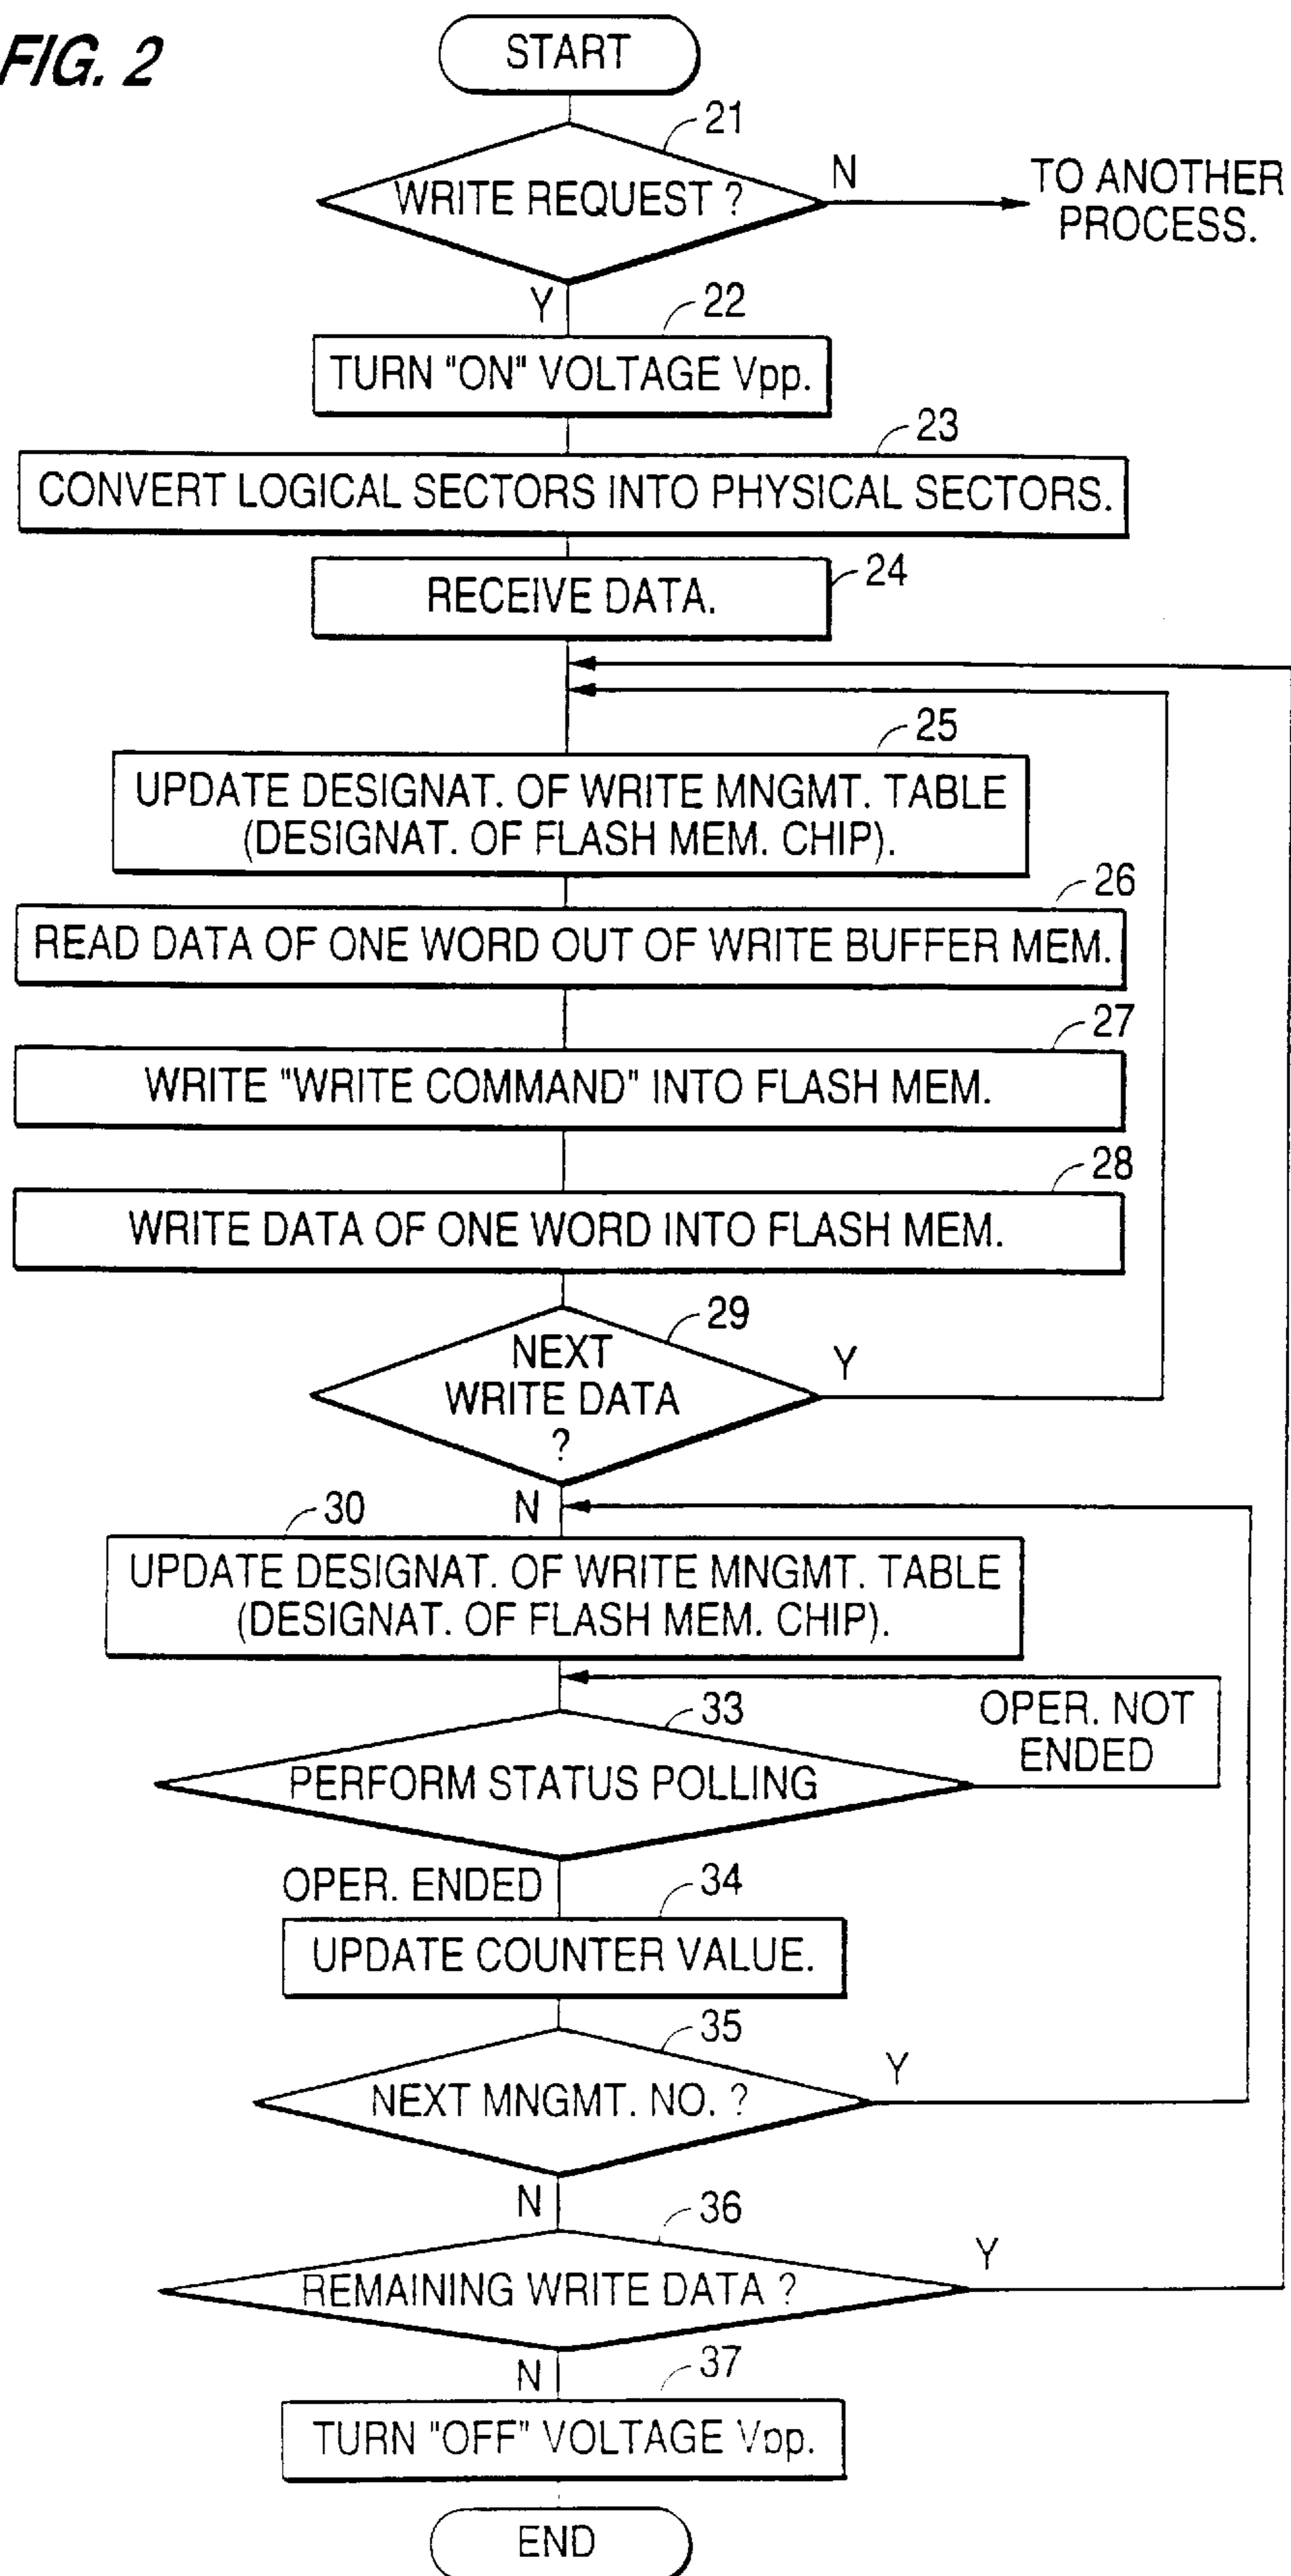 FIG. 2
START
21
WRITE REQUEST ?
N
TO ANOTHER
PROCESS.
Y
22
TURN "ON" VOLTAGE Vpp.
23
CONVERT LOGICAL SECTORS INTO PHYSICAL SECTORS.
24
RECEIVE DATA.
25
UPDATE DESIGNAT. OF WRITE MNGMT. TABLE
(DESIGNAT. OF FLASH MEM. CHIP).
26
READ DATA OF ONE WORD OUT OF WRITE BUFFER MEM.
27
WRITE "WRITE COMMAND" INTO FLASH MEM.
28
WRITE DATA OF ONE WORD INTO FLASH MEM.
29
NEXT
WRITE DATA
?
Y
N
30
UPDATE DESIGNAT. OF WRITE MNGMT. TABLE
(DESIGNAT. OF FLASH MEM. CHIP).
33
OPER. NOT
ENDED
PERFORM STATUS POLLING
OPER. ENDED
34
UPDATE COUNTER VALUE.
35
NEXT MNGMT. NO. ?
Y
N
36
REMAINING WRITE DATA ?
Y
N
37
TURN "OFF" VOLTAGE Vpp.
END